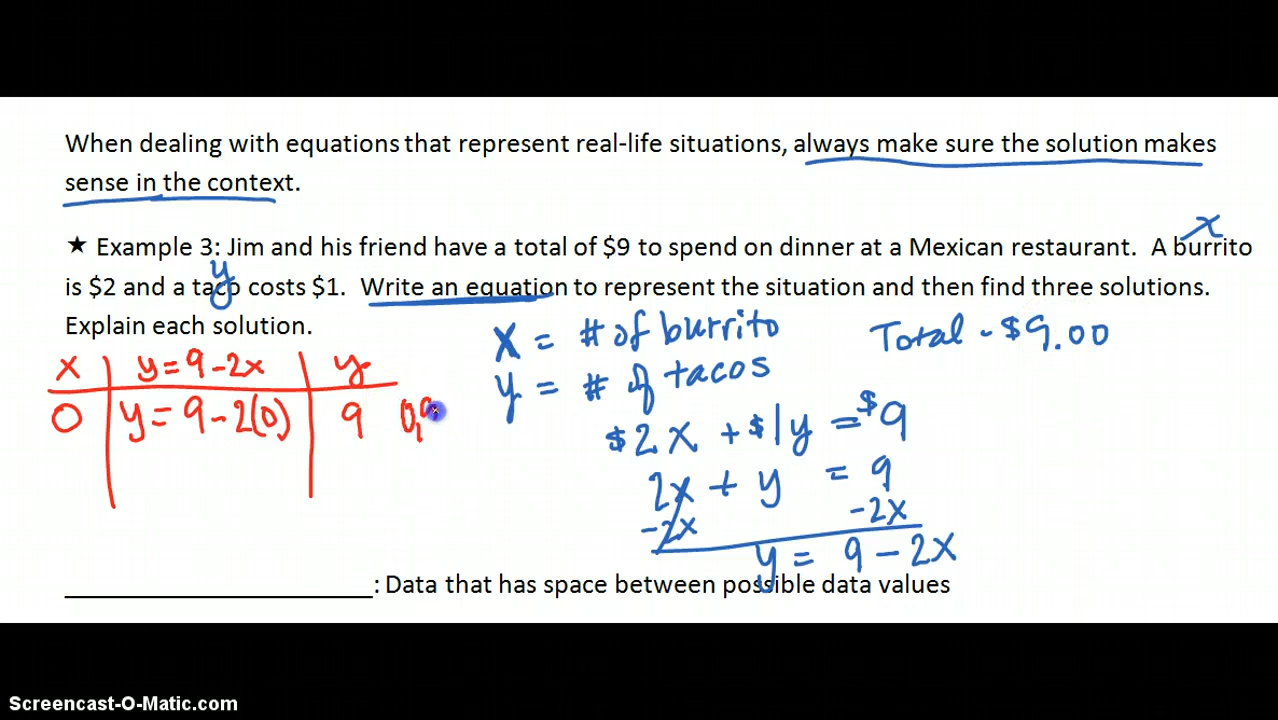 When dealing with equations that represent real-life situations, always make sure the solution makes
sense in the context.
x
★ Example 3: Jim and his friend have a total of $9 to spend on dinner at a Mexican restaurant. A burrito
y
is $2 and a taco costs $1. Write an equation to represent the situation and then find three solutions.
Explain each solution.
x = # of burrito
Total - $9.00
y = # of tacos
x y = 9 - 2x y
0 y = 9 - 2(0) 9 0,9
$2x + $1y = $9
2x + y = 9
-2x -2x
y = 9 - 2x
____________________: Data that has space between possible data values
Screencast-O-Matic.com